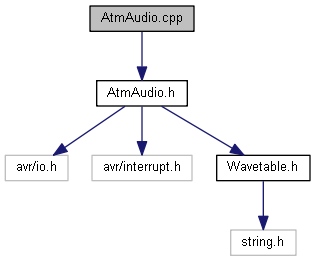 AtmAudio.cpp
AtmAudio.h
avr/io.h
avr/interrupt.h
Wavetable.h
string.h